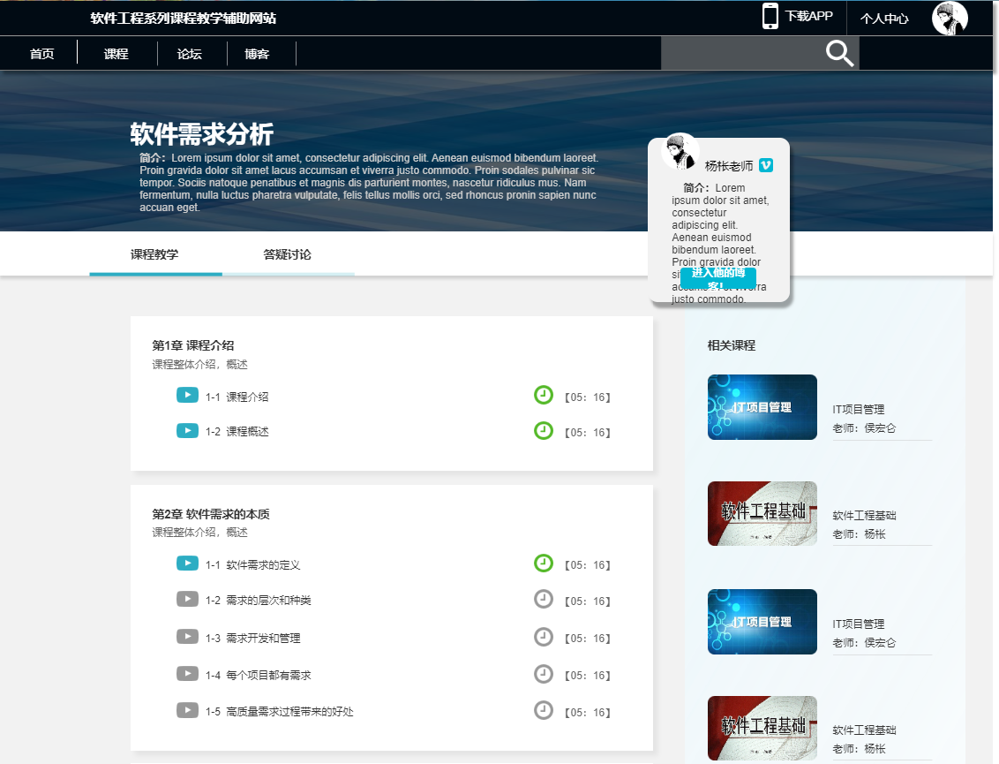 软件工程系列课程教学辅助网站
下载APP
个人中心
首页
课程
论坛
博客
软件需求分析
简介：Lorem ipsum dolor sit amet, consectetur adipiscing elit. Aenean euismod bibendum laoreet.
Proin gravida dolor sit amet lacus accumsan et viverra justo commodo. Proin sodales pulvinar sic
tempor. Sociis natoque penatibus et magnis dis parturient montes, nascetur ridiculus mus. Nam
fermentum, nulla luctus pharetra vulputate, felis tellus mollis orci, sed rhoncus pronin sapien nunc
accuan eget.
杨枨老师
简介：Lorem
ipsum dolor sit amet,
consectetur
adipiscing elit.
Aenean euismod
bibendum laoreet.
Proin gravida dolor
进入他的博
客！
justo commodo.
课程教学
答疑讨论
第1章 课程介绍
课程整体介绍，概述
1-1 课程介绍
【05：16】
1-2 课程概述
【05：16】
第2章 软件需求的本质
课程整体介绍，概述
1-1 软件需求的定义
【05：16】
1-2 需求的层次和种类
【05：16】
1-3 需求开发和管理
【05：16】
1-4 每个项目都有需求
【05：16】
1-5 高质量需求过程带来的好处
【05：16】
相关课程
IT项目管理
IT项目管理
老师：侯宏仑
软件工程基础
软件工程基础
老师：杨枨
IT项目管理
IT项目管理
老师：侯宏仑
软件工程基础
软件工程基础
老师：杨枨